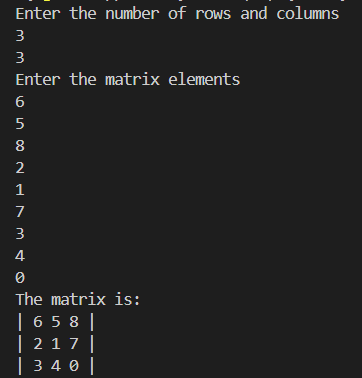 Enter the number of rows and columns
3
3
Enter the matrix elements
6
5
8
2
1
7
3
4
0
The matrix is:
| 6 5 8 |
| 2 1 7 |
| 3 4 0 |